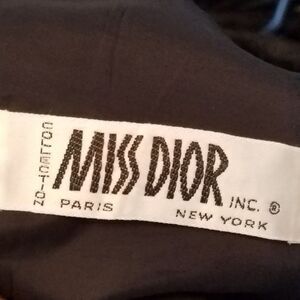 COLLECTION
MISS DIOR INC. ®
PARIS NEW YORK